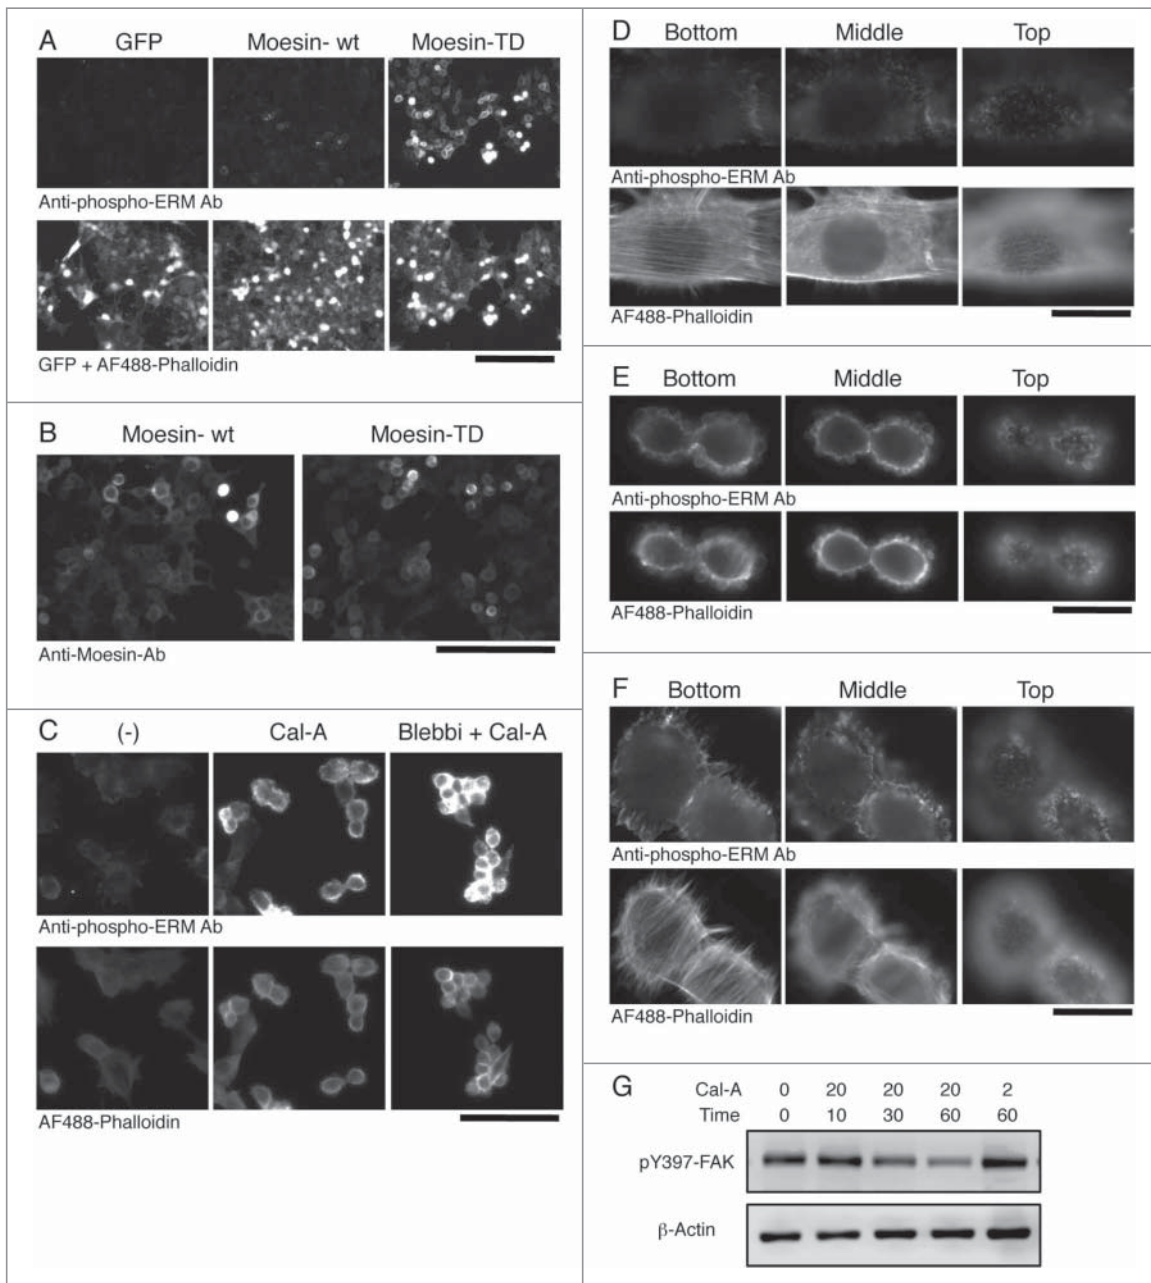 A GFP Moesin- wt Moesin-TD
Anti-phospho-ERM Ab
GFP + AF488-Phalloidin
B Moesin- wt Moesin-TD
Anti-Moesin-Ab
C (-) Cal-A Blebbi + Cal-A
Anti-phospho-ERM Ab
AF488-Phalloidin
D Bottom Middle Top
Anti-phospho-ERM Ab
AF488-Phalloidin
E Bottom Middle Top
Anti-phospho-ERM Ab
AF488-Phalloidin
F Bottom Middle Top
Anti-phospho-ERM Ab
AF488-Phalloidin
G Cal-A 0 20 20 20 2
Time 0 10 30 60 60
pY397-FAK
β-Actin